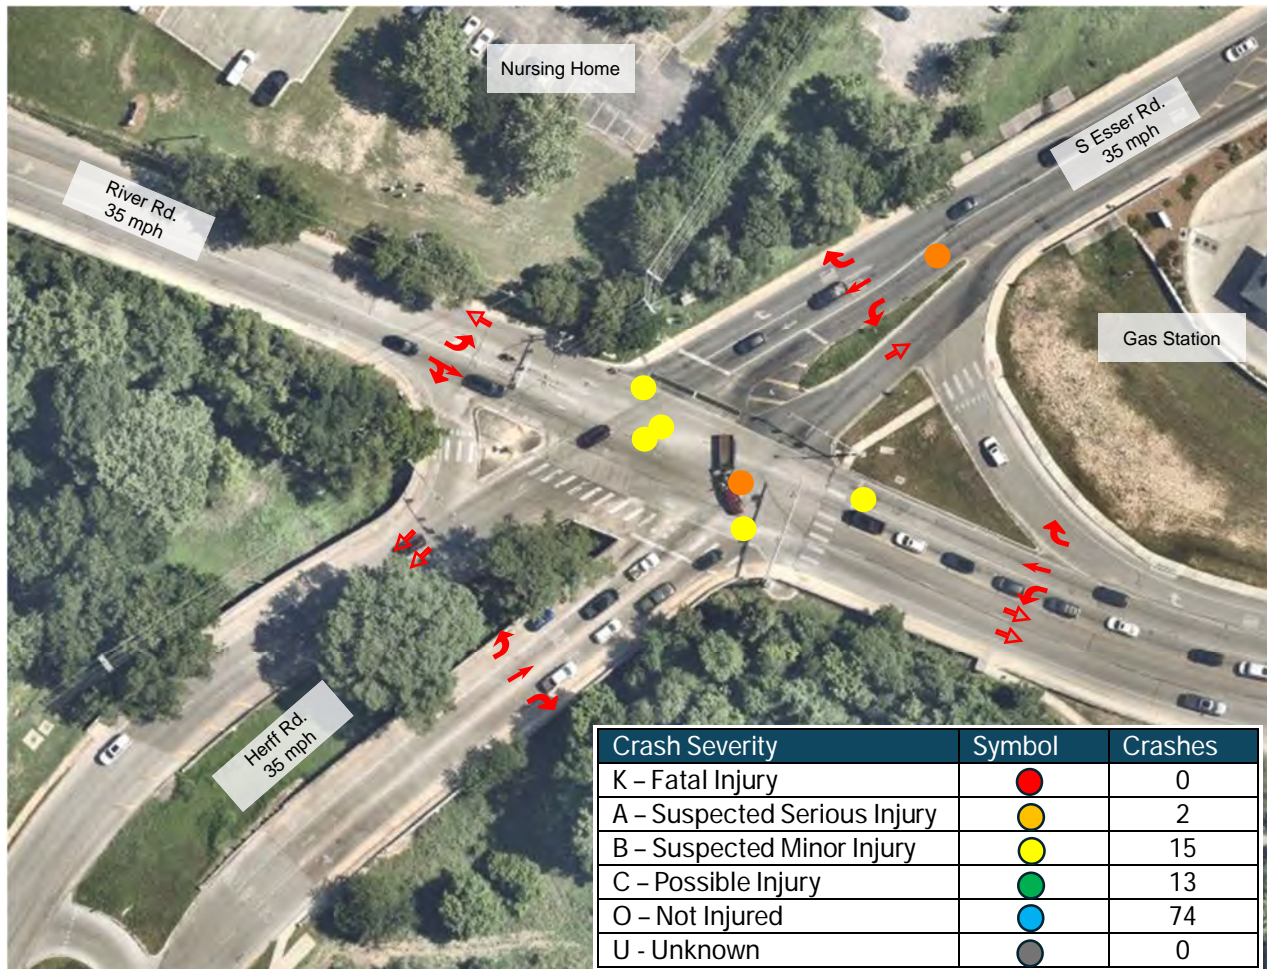 Nursing Home
S Esser Rd.
35 mph
River Rd.
35 mph
Gas Station
Herff Rd.
35 mph
Crash Severity Symbol Crashes
K – Fatal Injury 0
A – Suspected Serious Injury 2
B – Suspected Minor Injury 15
C – Possible Injury 13
O – Not Injured 74
U - Unknown 0